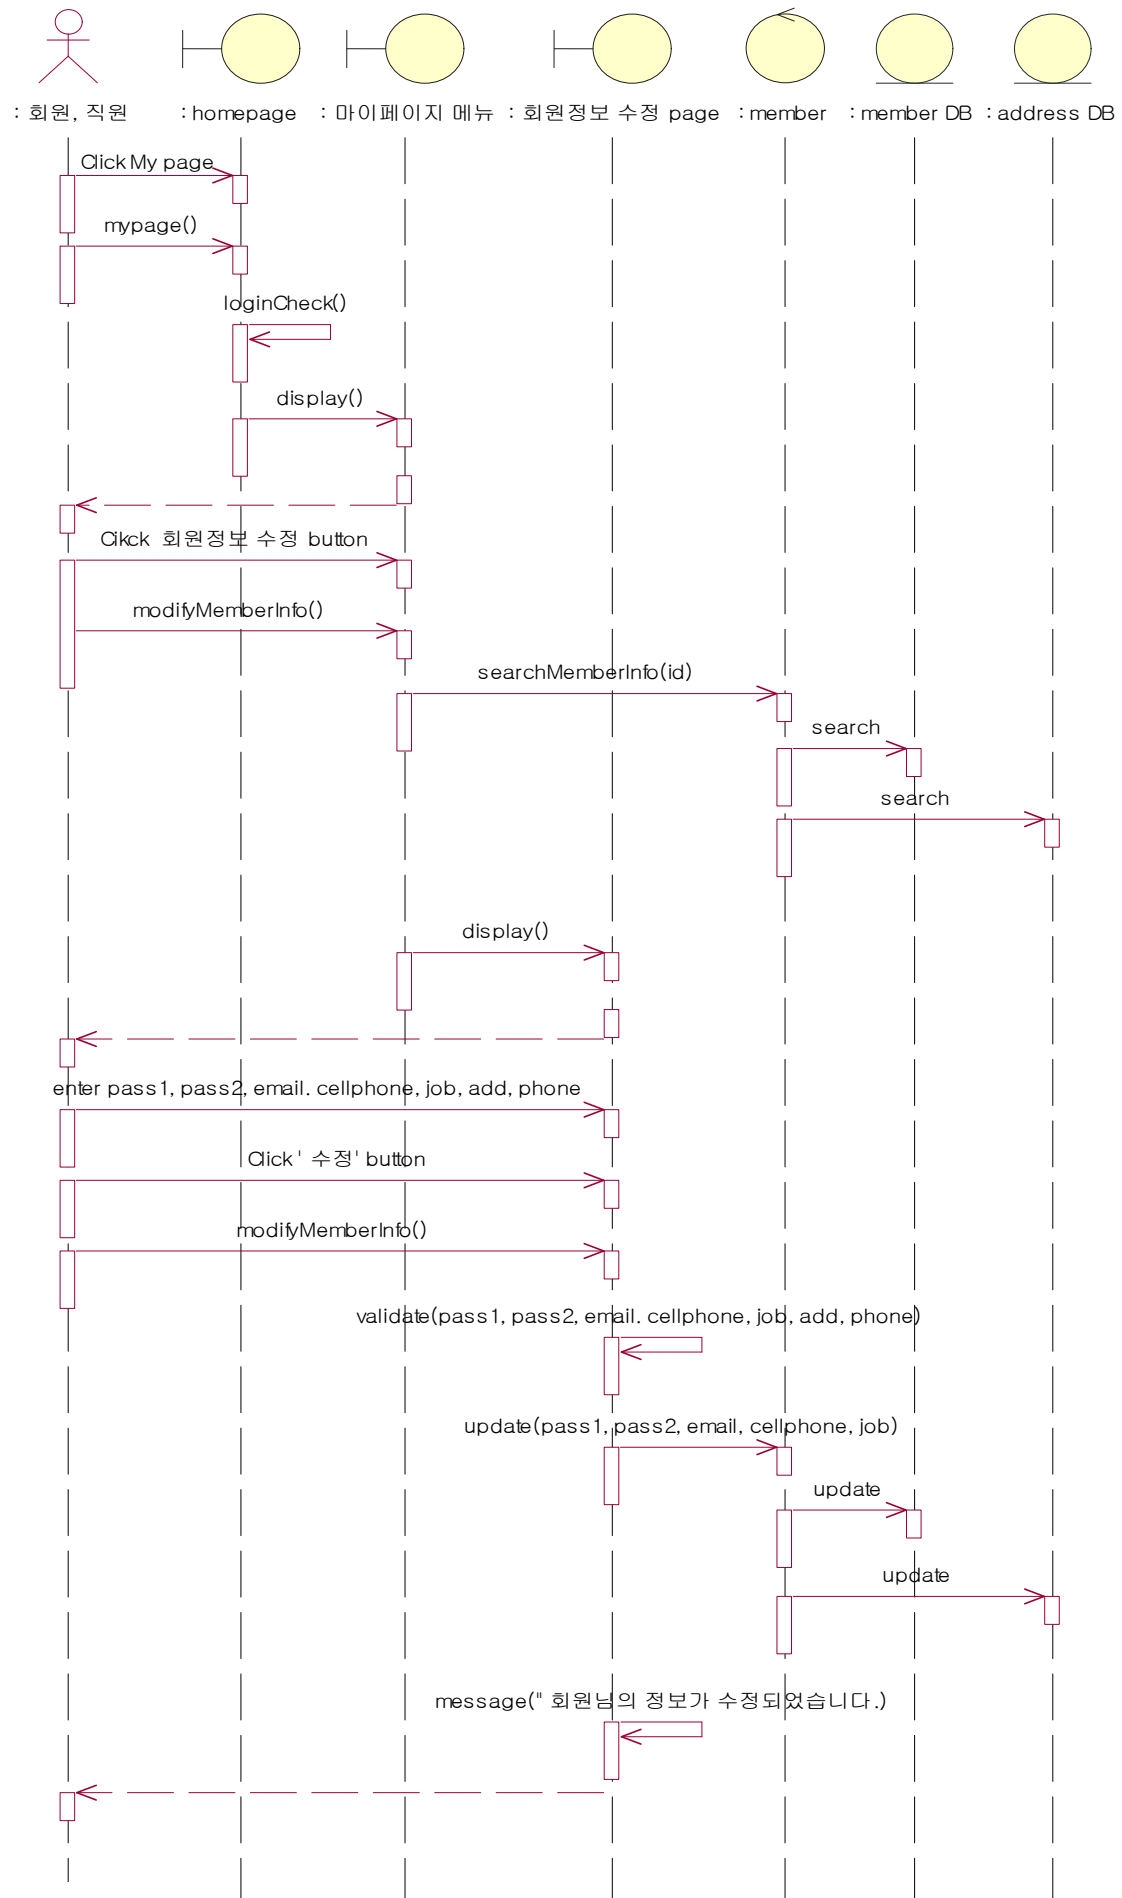 : 회원, 직원 : homepage : 마이페이지 메뉴 : 회원정보 수정 page : member : member DB : address DB
Click My page
mypage()
loginCheck()
display()
Cikck 회원정보 수정 button
modifyMemberInfo()
searchMemberInfo(id)
search
search
display()
enter pass1, pass2, email. cellphone, job, add, phone
Click ' 수정' button
modifyMemberInfo()
validate(pass1, pass2, email. cellphone, job, add, phone)
update(pass1, pass2, email, cellphone, job)
update
update
message(" 회원님의 정보가 수정되었습니다.)